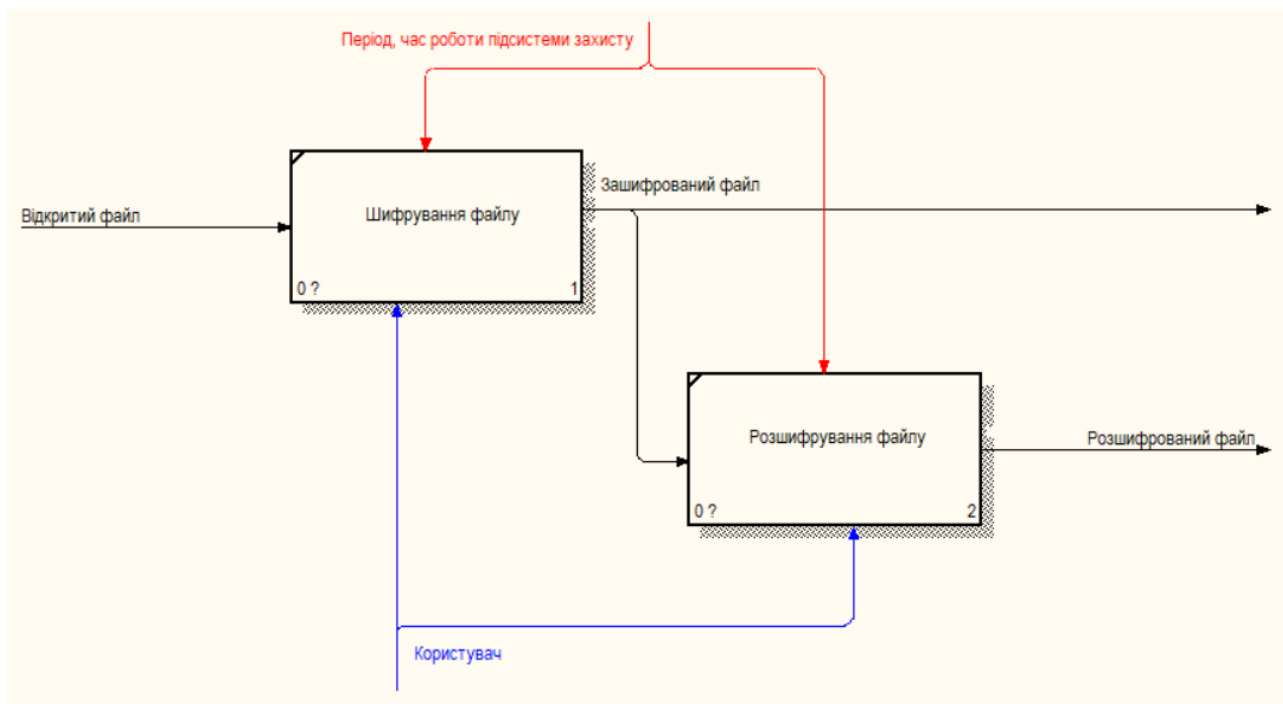 Період, час роботи підсистеми захисту
Зашифрований файл
Відкритий файл
Шифрування файлу
0 ?
1
Розшифрування файлу
Розшифрований файл
0 ?
2
Користувач